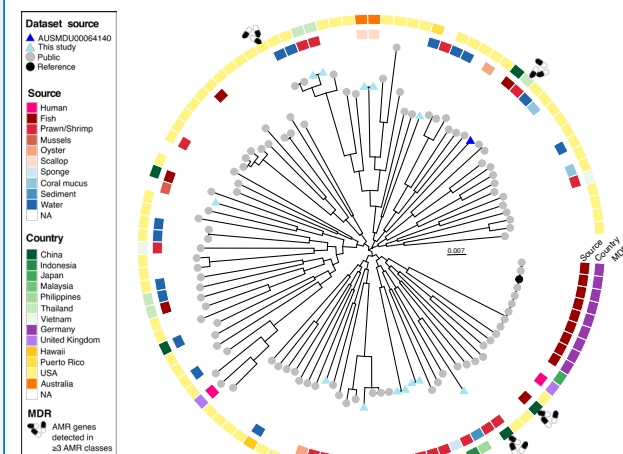 Dataset source
AUSMDU00064140
This study
Public
Reference
Source
Human
Fish
Prawn/Shrimp
Mussels
Oyster
Scallop
Sponge
Coral mucus
Sediment
Water
NA
Country
China
Indonesia
Japan
Malaysia
Philippines
Thailand
Vietnam
Germany
United Kingdom
Hawaii
Puerto Rico
USA
Australia
NA
MDR
AMR genes
detected in
≥3 AMR classes
0.007
Source
Country
MDR